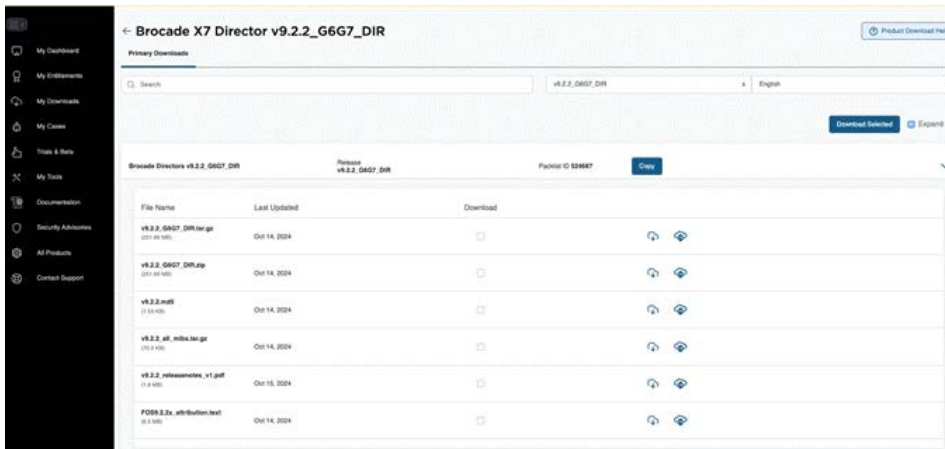 ← Brocade X7 Director v9.2.2_G6G7_DIR
Product Download Hel
My Dashboard
My Entitlements
My Downloads
My Cases
Trials & Beta
My Tools
Documentation
Security Advisories
All Products
Contact Support
Primary Downloads
Search
v9.2.2_G6G7_DIR
x
English
Download Selected
Expand
Brocade Directors v9.2.2_G6G7_DIR
Release
v9.2.2_G6G7_DIR
Packlist ID 524687
Copy
File Name Last Updated Download
v9.2.2_G6G7_DIR.tar.gz
Oct 14, 2024
v9.2.2_G6G7_DIR.zip
Oct 14, 2024
v9.2.2.md5
Oct 14, 2024
v9.2.2_all_mibs.tar.gz
Oct 14, 2024
v9.2.2_releasenotes_v1.pdf
(1.8 MB)
Oct 15, 2024
FOS9.2.2x_attribution.text
Oct 14, 2024